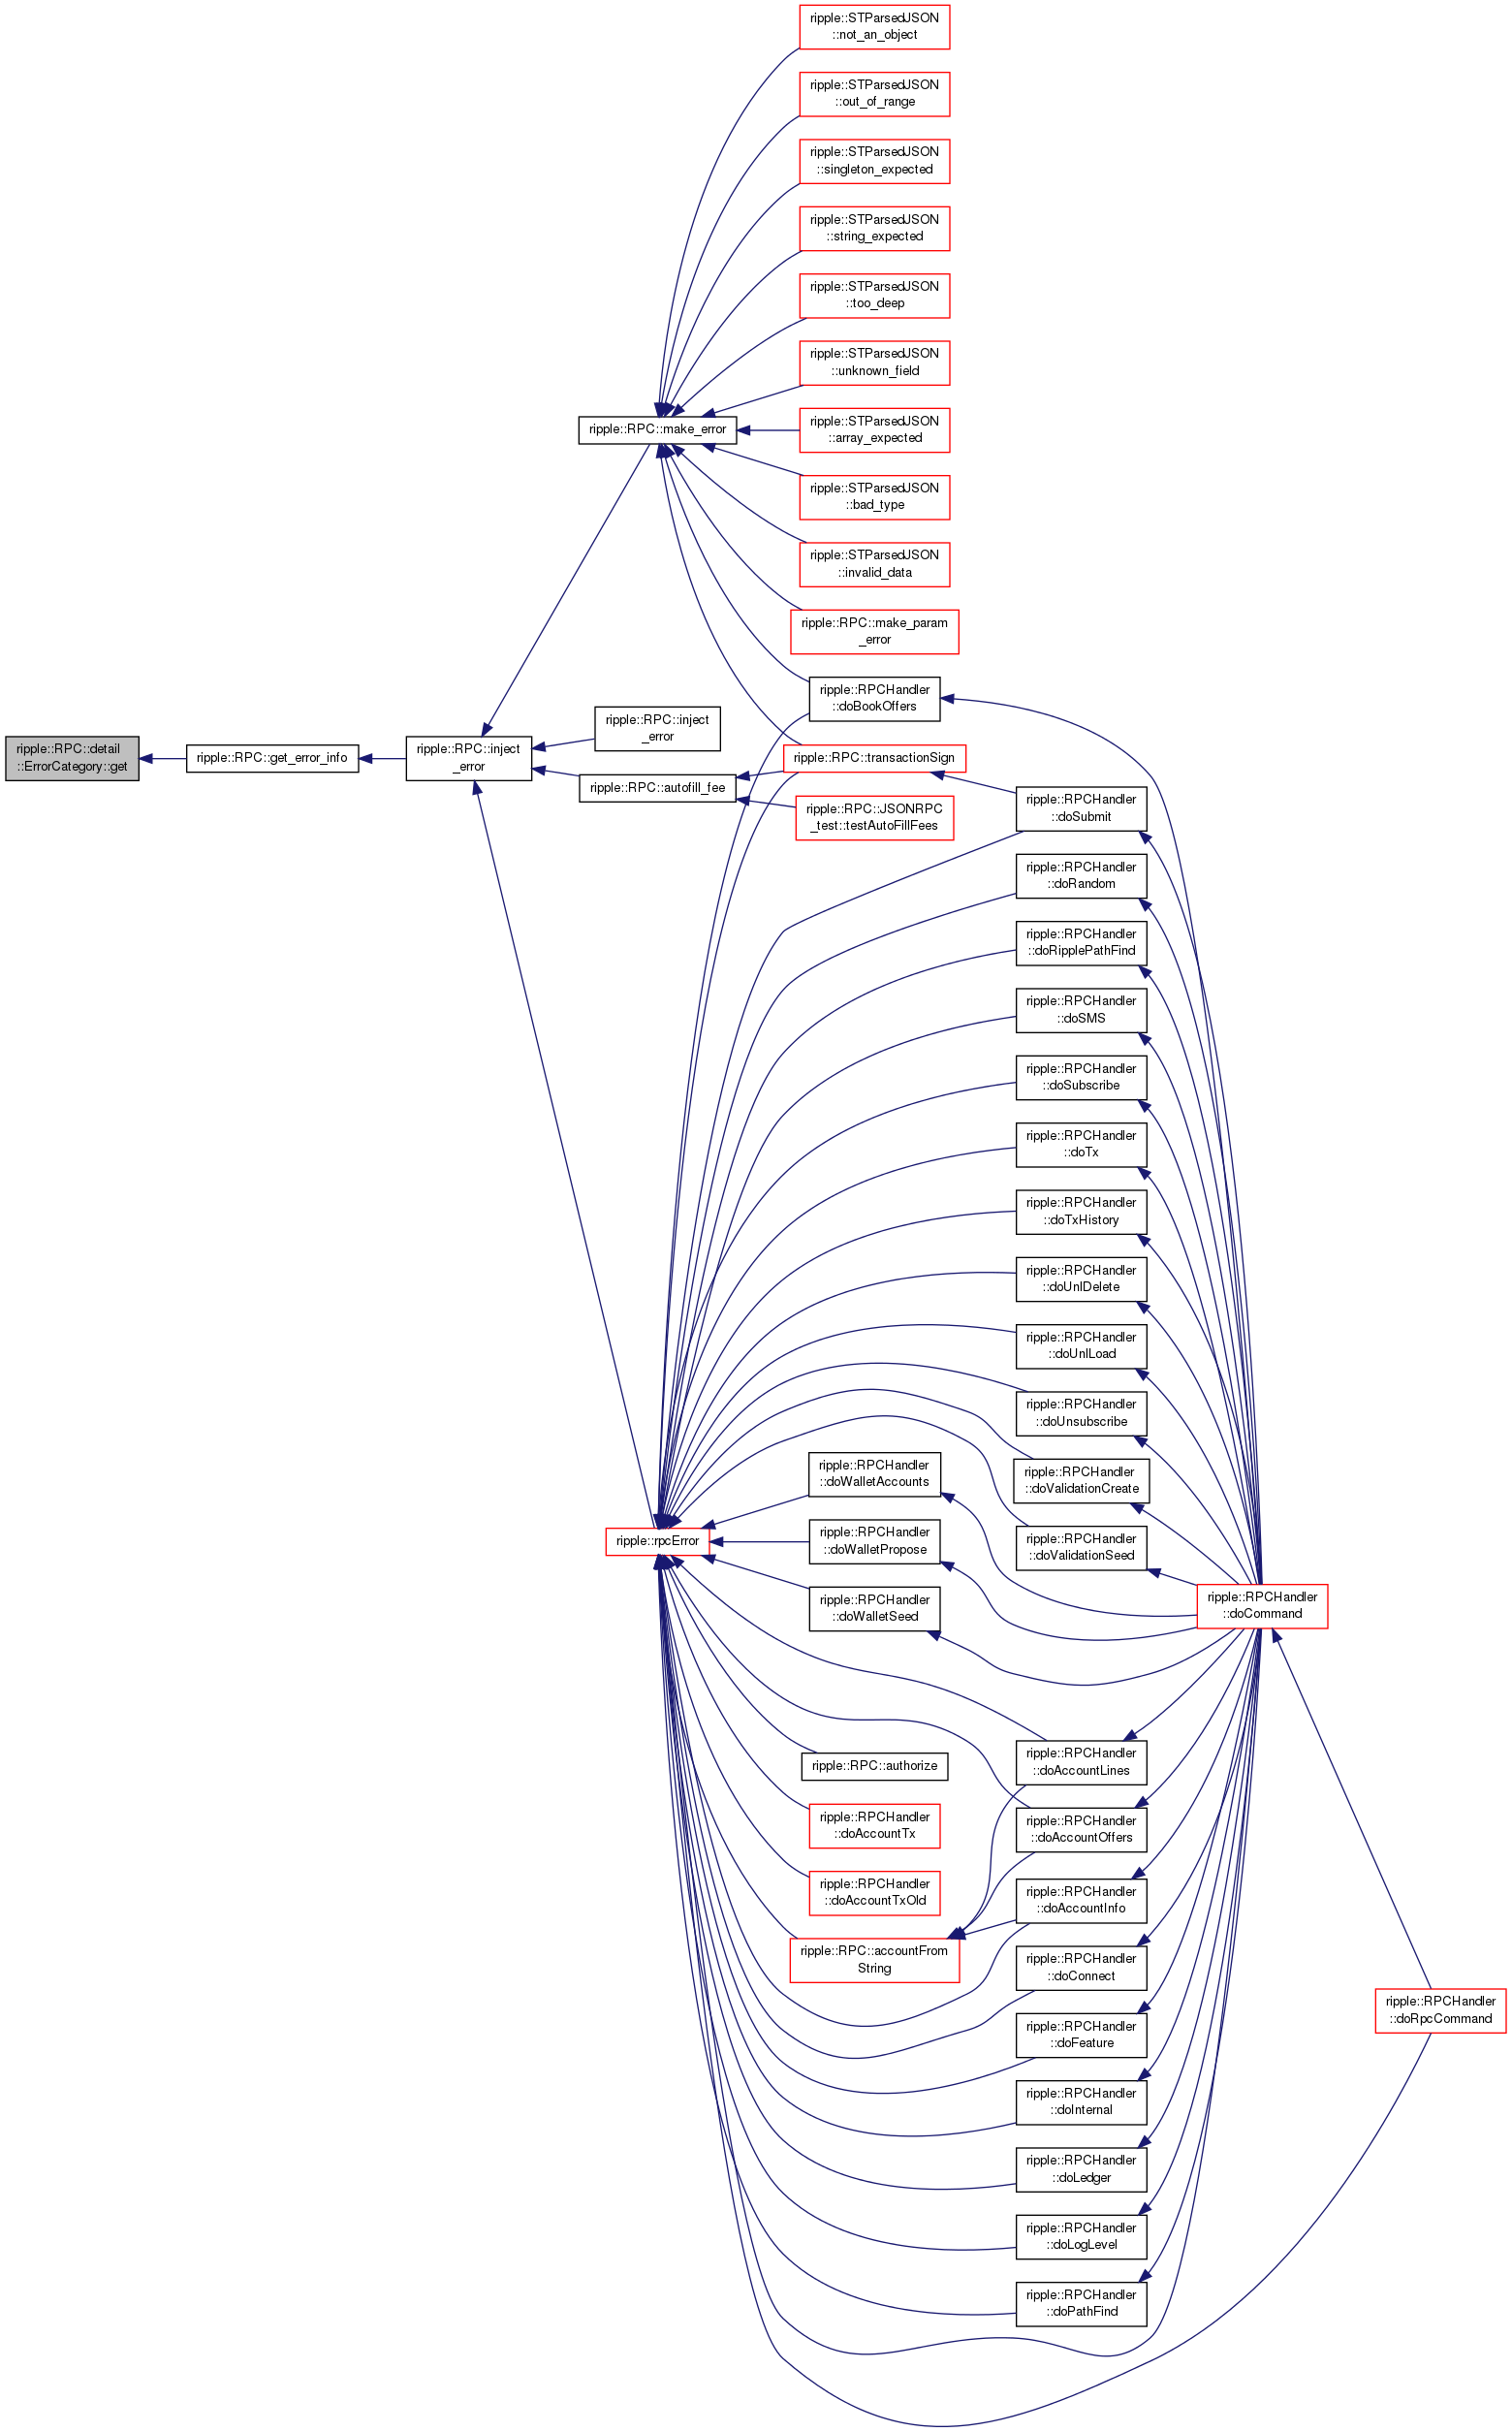 ripple::STParsedJSON
::not_an_object
ripple::STParsedJSON
::out_of_range
ripple::STParsedJSON
::singleton_expected
ripple::STParsedJSON
::string_expected
ripple::STParsedJSON
::too_deep
ripple::STParsedJSON
::unknown_field
ripple::RPC::make_error
ripple::STParsedJSON
::array_expected
ripple::STParsedJSON
::bad_type
ripple::STParsedJSON
::invalid_data
ripple::RPC::make_param
_error
ripple::RPCHandler
::doBookOffers
ripple::RPC::inject
_error
ripple::RPC::detail
::ErrorCategory::get
ripple::RPC::get_error_info
ripple::RPC::inject
_error
ripple::RPC::transactionSign
ripple::RPC::autofill_fee
ripple::RPC::JSONRPC
_test::testAutoFillFees
ripple::RPCHandler
::doSubmit
ripple::RPCHandler
::doRandom
ripple::RPCHandler
::doRipplePathFind
ripple::RPCHandler
::doSMS
ripple::RPCHandler
::doSubscribe
ripple::RPCHandler
::doTx
ripple::RPCHandler
::doTxHistory
ripple::RPCHandler
::doUnlDelete
ripple::RPCHandler
::doUnlLoad
ripple::RPCHandler
::doUnsubscribe
ripple::RPCHandler
::doWalletAccounts
ripple::RPCHandler
::doValidationCreate
ripple::rpcError
ripple::RPCHandler
::doWalletPropose
ripple::RPCHandler
::doValidationSeed
ripple::RPCHandler
::doWalletSeed
ripple::RPCHandler
::doCommand
ripple::RPC::authorize
ripple::RPCHandler
::doAccountLines
ripple::RPCHandler
::doAccountTx
ripple::RPCHandler
::doAccountOffers
ripple::RPCHandler
::doAccountTxOld
ripple::RPCHandler
::doAccountInfo
ripple::RPC::accountFrom
String
ripple::RPCHandler
::doConnect
ripple::RPCHandler
::doRpcCommand
ripple::RPCHandler
::doFeature
ripple::RPCHandler
::doInternal
ripple::RPCHandler
::doLedger
ripple::RPCHandler
::doLogLevel
ripple::RPCHandler
::doPathFind